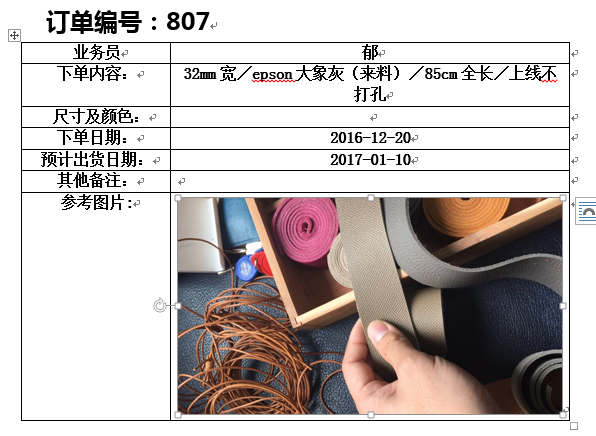 订单编号：807
业务员
郁
下单内容：
32mm 宽／epson 大象灰（来料）／85cm 全长／上线不
打孔
尺寸及颜色：
下单日期：
2016-12-20
预计出货日期：
2017-01-10
其他备注：
参考图片: